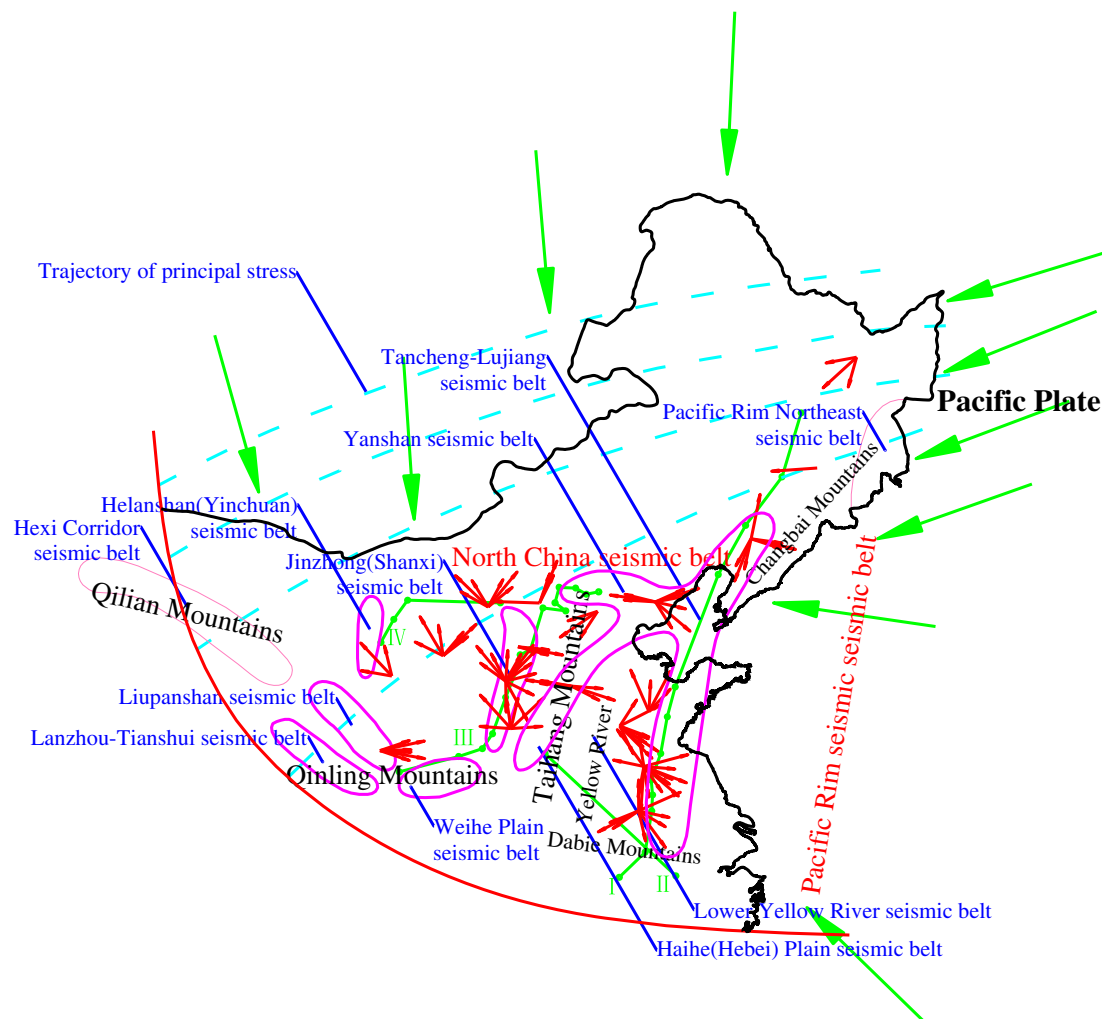 Trajectory of principal stress
Tancheng-Lujiang
seismic belt
Pacific Plate
Pacific Rim Northeast
seismic belt
Yanshan seismic belt
Helanshan(Yinchuan)
seismic belt
Hexi Corridor
seismic belt
North China seismic belt
Jinzhong(Shanxi)
seismic belt
Changbai Mountains
Qilian Mountains
IV
Liupanshan seismic belt
Lanzhou-Tianshui seismic belt
III
Taihang Mountains
Yellow River
Pacific Rim seismic belt
Qinling Mountains
Weihe Plain
seismic belt
Dabie Mountains
I
II
Lower Yellow River seismic belt
Haihe(Hebei) Plain seismic belt